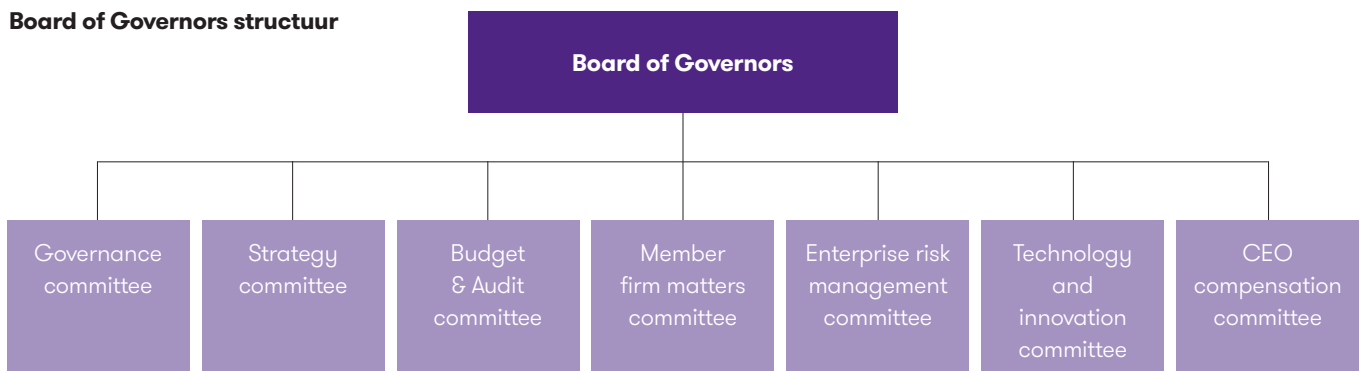 Board of Governors structuur
Board of Governors
Governance
committee
Strategy
committee
Budget
& Audit
committee
Member
firm matters
committee
Enterprise risk
management
committee
Technology
and
innovation
committee
CEO
compensation
committee